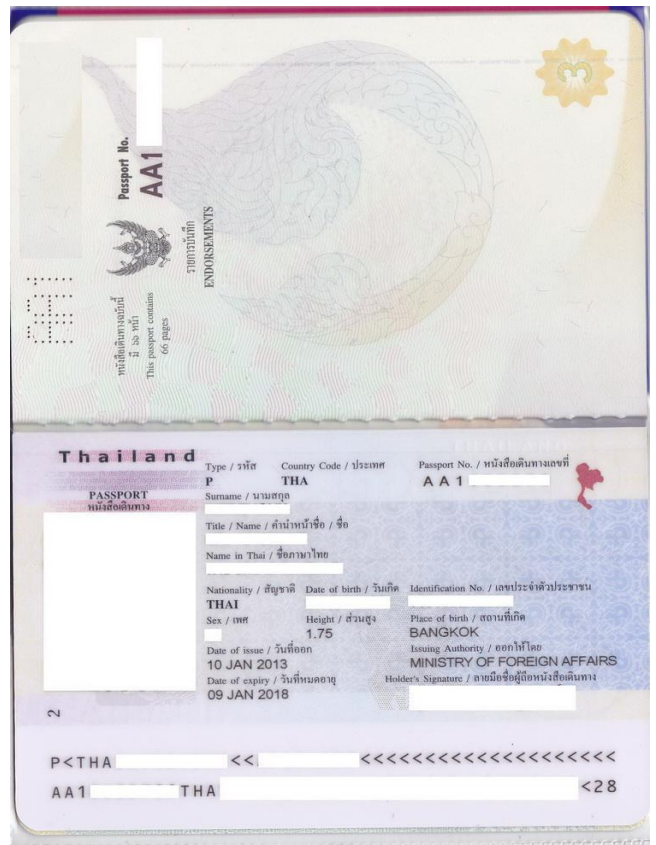 3
Passport No.
AA1
รายการบันทึก
ENDORSEMENTS
หนังสือเดินทางฉบับนี้
มี ๖๖ หน้า
This passport contains
66 pages
Thailand
PASSPORT
หนังสือเดินทาง
Type / รหัส Country Code / ประเทศ Passport No. / หนังสือเดินทางเลขที่
P THA AA1
Surname / นามสกุล
Title / Name / คำนำหน้าชื่อ / ชื่อ
Name in Thai / ชื่อภาษาไทย
Nationality / สัญชาติ Date of birth / วันเกิด Identification No. / เลขประจำตัวประชาชน
THAI
Sex / เพศ Height / ส่วนสูง Place of birth / สถานที่เกิด
1.75 BANGKOK
Date of issue / วันที่ออก Issuing Authority / ออกให้โดย
10 JAN 2013 MINISTRY OF FOREIGN AFFAIRS
Date of expiry / วันที่หมดอายุ Holder's Signature / ลายมือชื่อผู้ถือหนังสือเดินทาง
09 JAN 2018
2
P<THA << <<<<<<<<<<<<<<<<<<<<<
AA1 THA <28